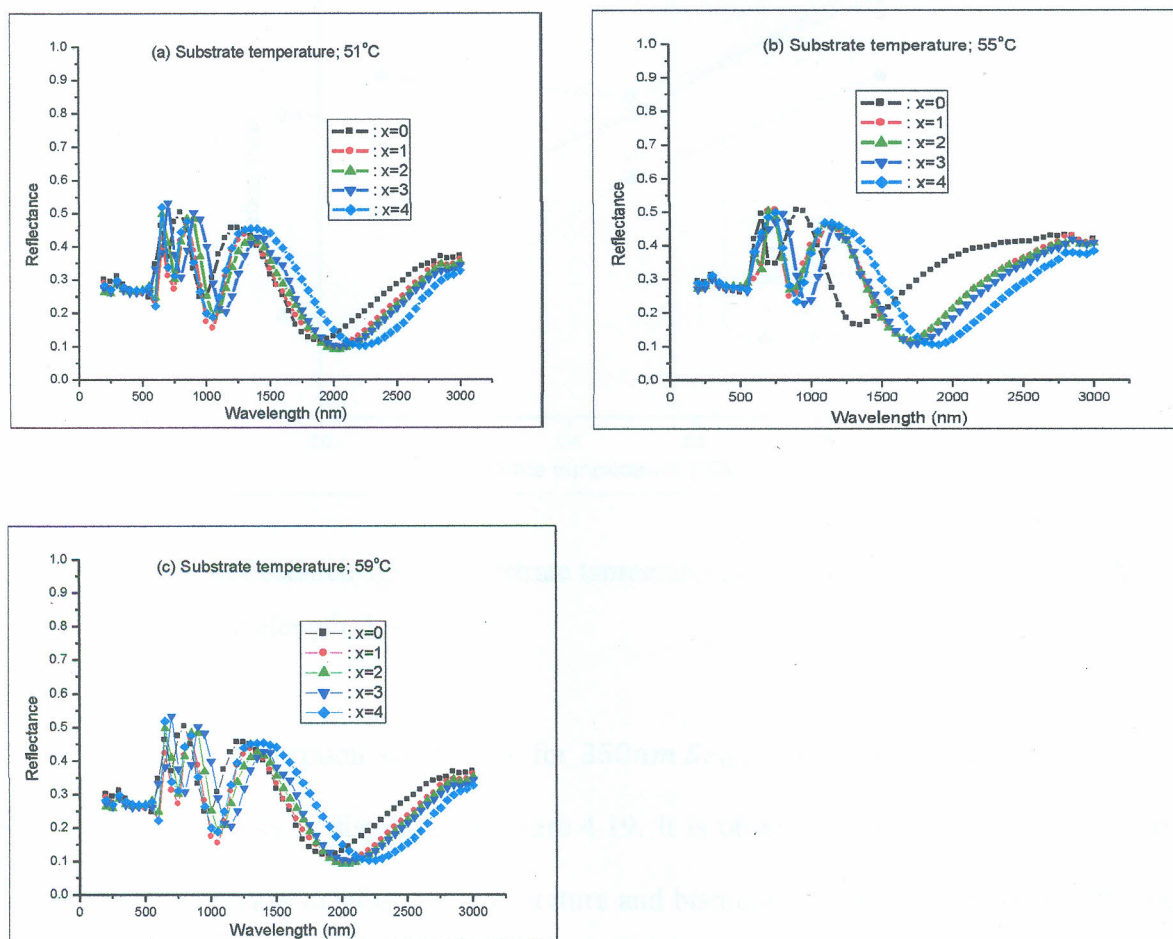 (a) Substrate temperature; 51°C
1.0
0.9
0.8
0.7
0.6
0.5
0.4
0.3
0.2
0.1
0.0
Reflectance
: x=0
: x=1
: x=2
: x=3
: x=4
0 500 1000 1500 2000 2500 3000
Wavelength (nm)
(b) Substrate temperature; 55°C
1.0
0.9
0.8
0.7
0.6
0.5
0.4
0.3
0.2
0.1
0.0
Reflectance
: x=0
: x=1
: x=2
: x=3
: x=4
0 500 1000 1500 2000 2500 3000
Wavelength (nm)
(c) Substrate temperature; 59°C
1.0
0.9
0.8
0.7
0.6
0.5
0.4
0.3
0.2
0.1
0.0
Reflectance
: x=0
: x=1
: x=2
: x=3
: x=4
0 500 1000 1500 2000 2500 3000
Wavelength (nm)
for 350nm
4.19. It is
and